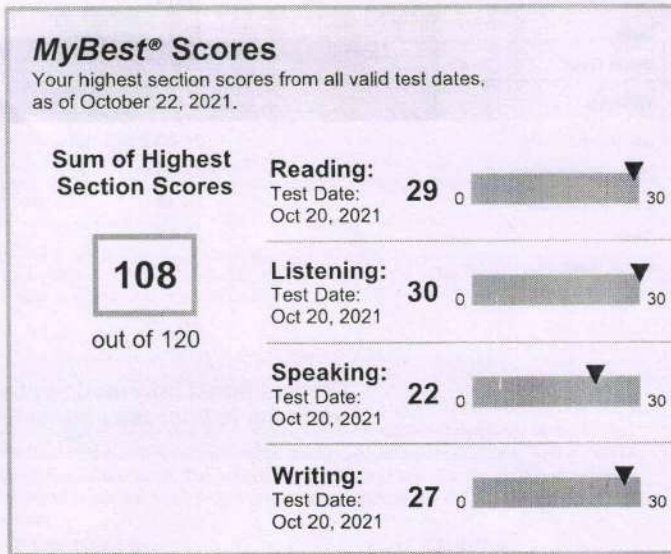 MyBest® Scores
Your highest section scores from all valid test dates,
as of October 22, 2021.
Sum of Highest
Section Scores
108
out of 120
Reading:
Test Date:
Oct 20, 2021
29
0
30
Listening:
Test Date:
Oct 20, 2021
30
0
30
Speaking:
Test Date:
Oct 20, 2021
22
0
30
Writing:
Test Date:
Oct 20, 2021
27
0
30